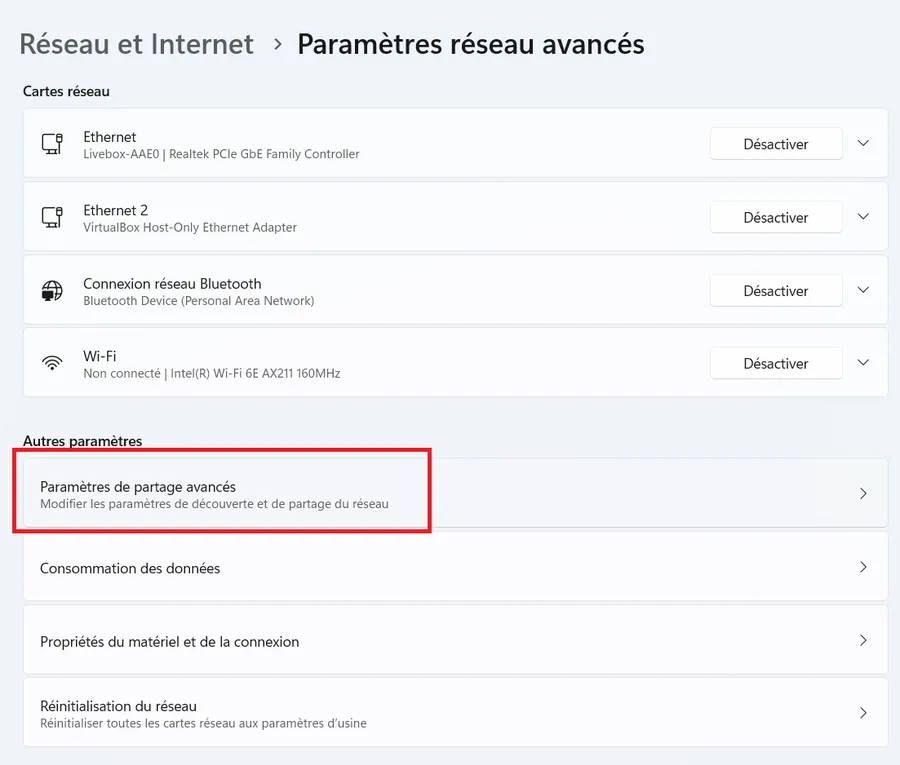 Réseau et Internet > Paramètres réseau avancés
Cartes réseau
Ethernet
Livebox-AAE0 | Realtek PCIe GbE Family Controller
Désactiver
Ethernet 2
VirtualBox Host-Only Ethernet Adapter
Désactiver
Connexion réseau Bluetooth
Bluetooth Device (Personal Area Network)
Désactiver
Wi-Fi
Non connecté | Intel(R) Wi-Fi 6E AX211 160MHz
Désactiver
Autres paramètres
Paramètres de partage avancés
Modifier les paramètres de découverte et de partage du réseau
Consommation des données
Propriétés du matériel et de la connexion
Réinitialisation du réseau
Réinitialiser toutes les cartes réseau aux paramètres d'usine